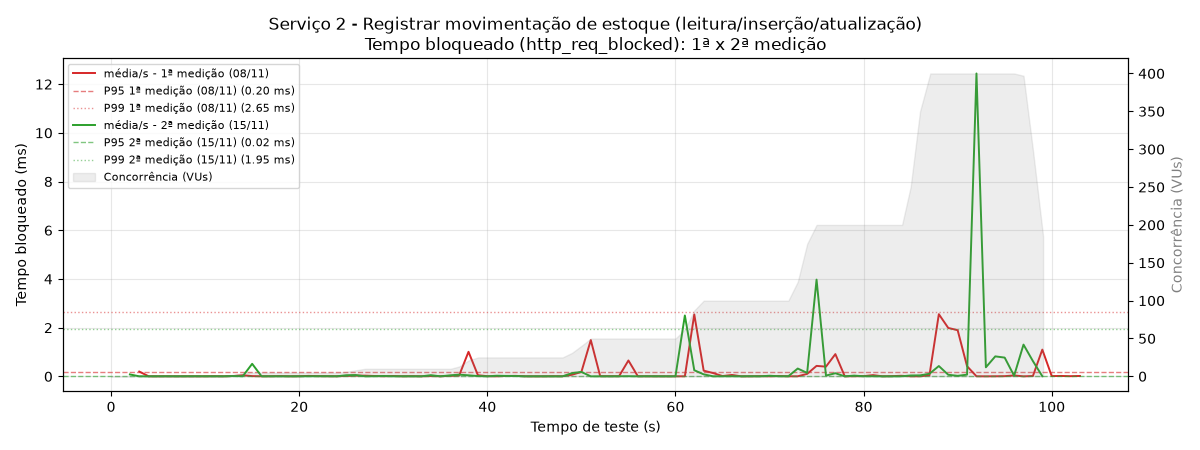 Serviço 2 - Registrar movimentação de estoque (leitura/inserção/atualização)
Tempo bloqueado (http_req_blocked): 1ª x 2ª medição
média/s - 1ª medição (08/11)
P95 1ª medição (08/11) (0.20 ms)
P99 1ª medição (08/11) (2.65 ms)
média/s - 2ª medição (15/11)
P95 2ª medição (15/11) (0.02 ms)
P99 2ª medição (15/11) (1.95 ms)
Concorrência (VUs)
Tempo bloqueado (ms)
12
10
8
6
4
2
0
400
350
300
250
200
150
100
50
0
Concorrência (VUs)
0
20
40
60
80
100
Tempo de teste (s)